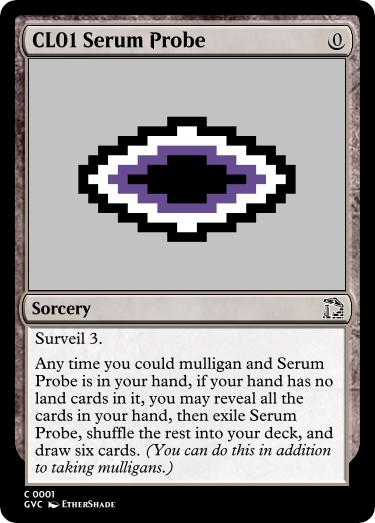 CL01 Serum Probe 0
Sorcery
Surveil 3.
Any time you could mulligan and Serum
Probe is in your hand, if your hand has no
land cards in it, you may reveal all the
cards in your hand, then exile Serum
Probe, shuffle the rest into your deck, and
draw six cards. (You can do this in addition
to taking mulligans.)
C 0001
GVC EtherShade